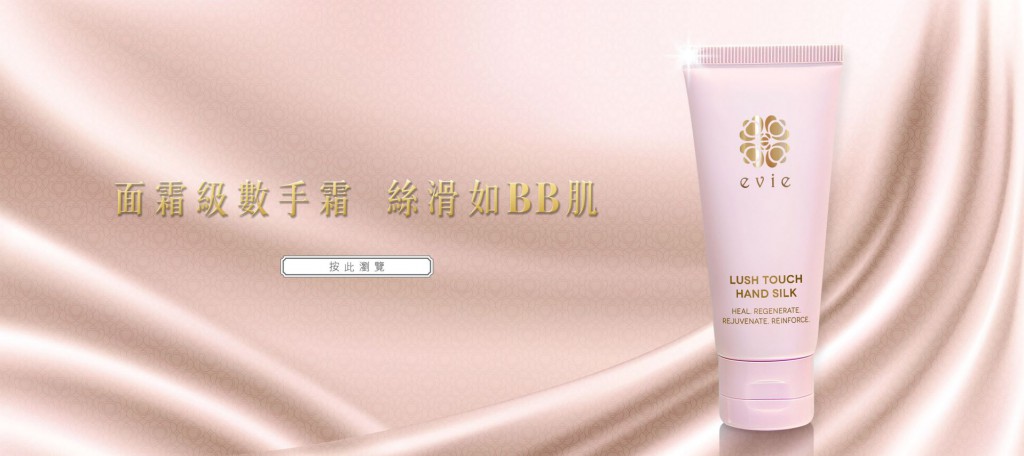 面霜級數手霜 絲滑如BB肌
按此瀏覽
evie
LUSH TOUCH
HAND SILK
HEAL. REGENERATE.
REJUVENATE. REINFORCE.